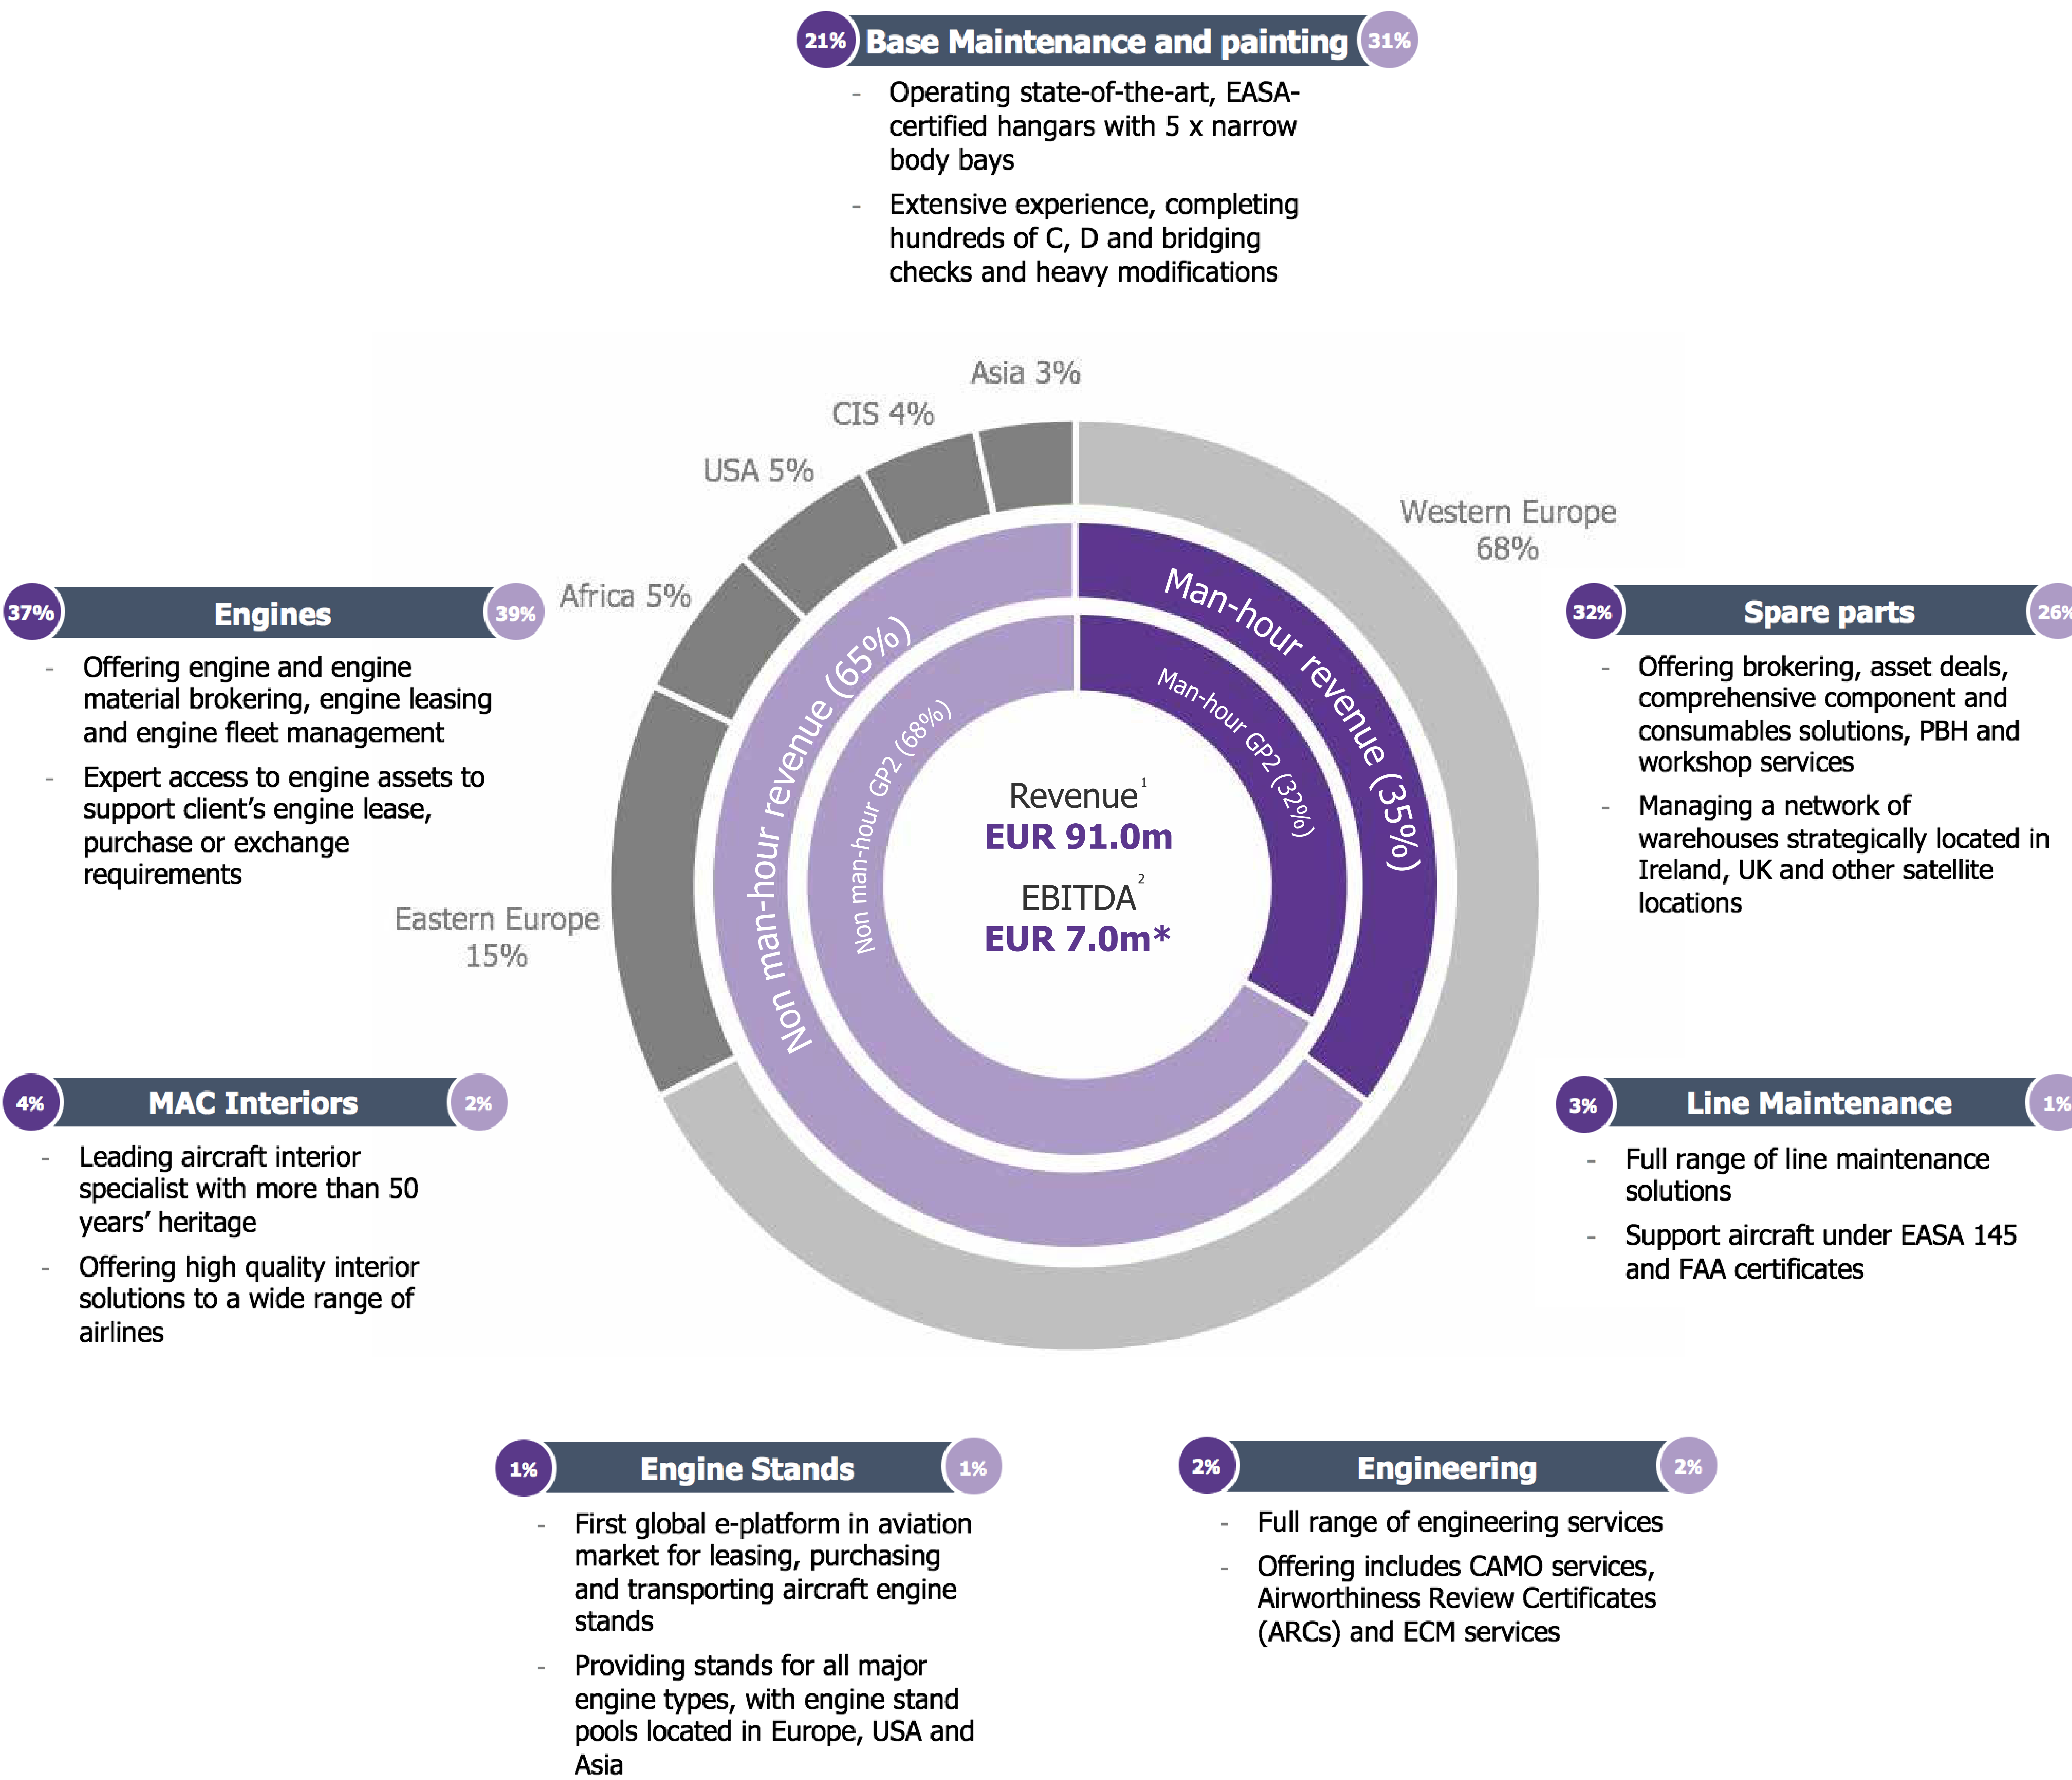 21% Base Maintenance and painting 31%
- Operating state-of-the-art, EASA-
certified hangars with 5 x narrow
body bays
- Extensive experience, completing
hundreds of C, D and bridging
checks and heavy modifications
Asia 3%
CIS 4%
USA 5%
Africa 5%
Eastern Europe
15%
Western Europe
68%
Man-hour revenue (35%)
Non man-hour revenue (65%)
Man-hour GP2 (32%)
Non man-hour GP2 (68%)
Revenue¹
EUR 91.0m
EBITDA²
EUR 7.0m*
37% Engines 39%
- Offering engine and engine
material brokering, engine leasing
and engine fleet management
- Expert access to engine assets to
support client's engine lease,
purchase or exchange
requirements
32% Spare parts 26%
- Offering brokering, asset deals,
comprehensive component and
consumables solutions, PBH and
workshop services
- Managing a network of
warehouses strategically located in
Ireland, UK and other satellite
locations
4% MAC Interiors 2%
- Leading aircraft interior
specialist with more than 50
years' heritage
- Offering high quality interior
solutions to a wide range of
airlines
3% Line Maintenance 1%
- Full range of line maintenance
solutions
- Support aircraft under EASA 145
and FAA certificates
1% Engine Stands 1%
- First global e-platform in aviation
market for leasing, purchasing
and transporting aircraft engine
stands
- Providing stands for all major
engine types, with engine stand
pools located in Europe, USA and
Asia
2% Engineering 2%
- Full range of engineering services
- Offering includes CAMO services,
Airworthiness Review Certificates
(ARCs) and ECM services